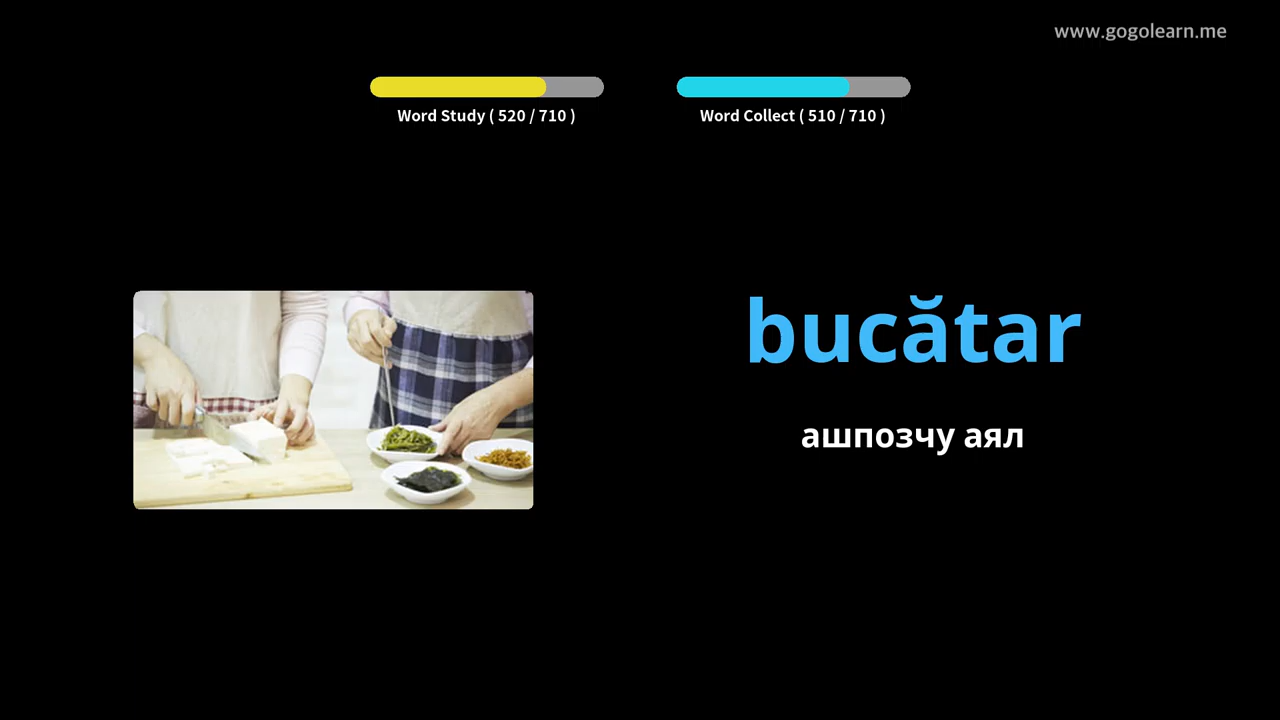 www.gogolearn.me
Word Study ( 520 / 710 )
Word Collect ( 510 / 710 )
bucătar
ашпозчу аял